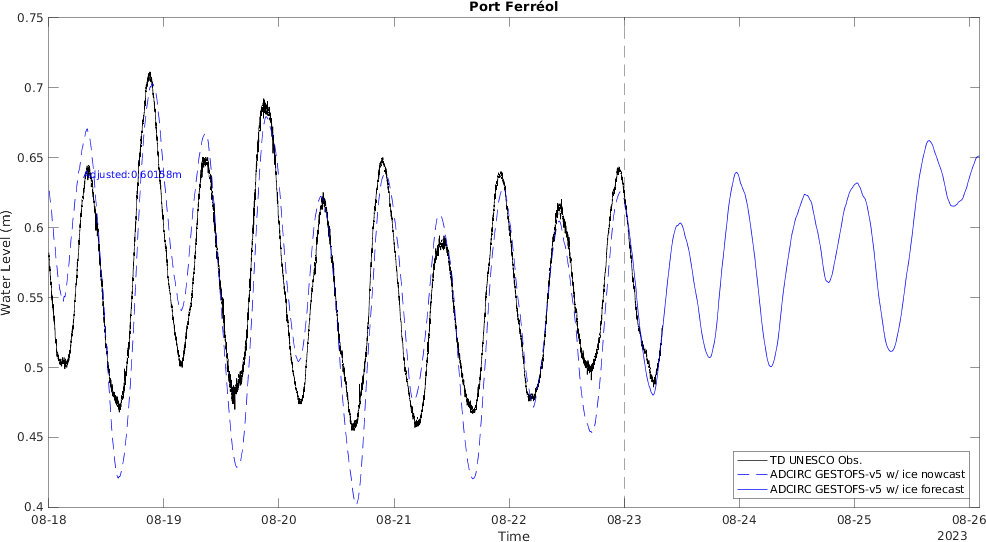 Port Ferréol
0.75
0.7
0.65
0.6
0.55
0.5
0.45
0.4
Water Level (m)
Adjusted:0.60158m
TD UNESCO Obs.
ADCIRC GESTOFS-v5 w/ ice nowcast
ADCIRC GESTOFS-v5 w/ ice forecast
08-18 08-19 08-20 08-21 08-22 08-23 08-24 08-25 08-26
Time
2023